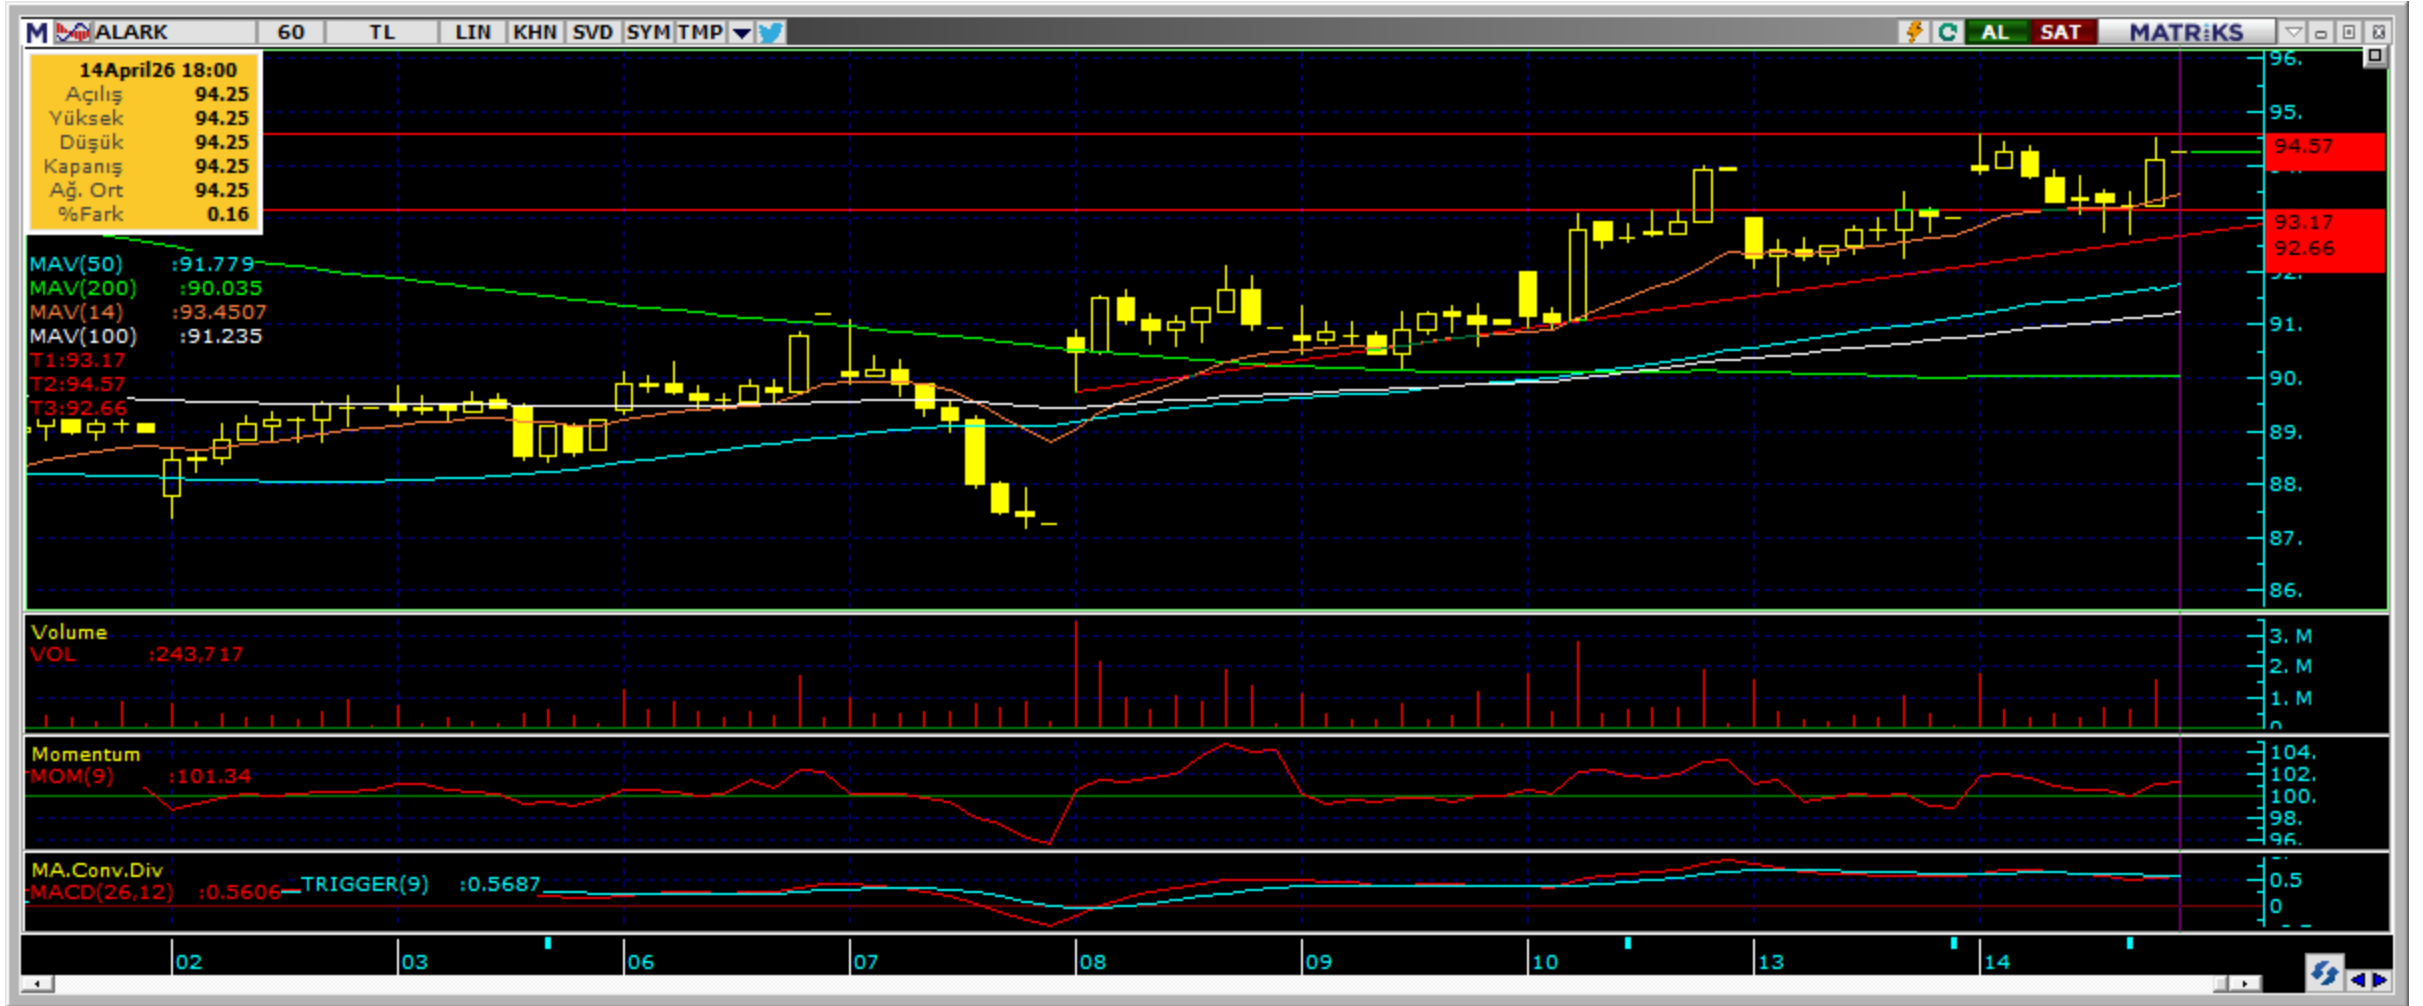 M ALARK 60 TL LIN KHN SVD SYM TMP AL SAT MATRiKS
14April26 18:00
Açılış 94.25
Yüksek 94.25
Düşük 94.25
Kapanış 94.25
Ağ. Ort 94.25
%Fark 0.16
MAV(50) :91.779
MAV(200) :90.035
MAV(14) :93.4507
MAV(100) :91.235
T1:93.17
T2:94.57
T3:92.66
96.
95.
94.57
93.17
92.66
92.
91.
90.
89.
88.
87.
86.
Volume
VOL :243,717
3. M
2. M
1. M
0
Momentum
MOM(9) :101.34
104.
102.
100.
98.
96.
MA.Conv.Div
MACD(26,12) :0.5606 TRIGGER(9) :0.5687
0.5
0
02 03 06 07 08 09 10 13 14